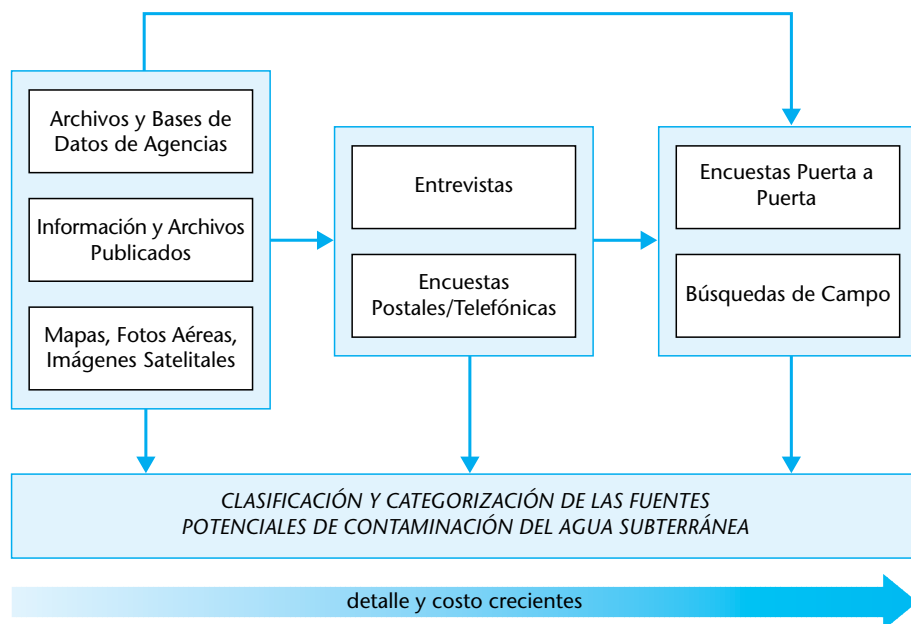 Archivos y Bases de
Datos de Agencias
Información y Archivos
Publicados
Mapas, Fotos Aéreas,
Imágenes Satelitales
Entrevistas
Encuestas
Postales/Telefónicas
Encuestas Puerta a
Puerta
Búsquedas de Campo
CLASIFICACIÓN Y CATEGORIZACIÓN DE LAS FUENTES
POTENCIALES DE CONTAMINACIÓN DEL AGUA SUBTERRÁNEA
detalle y costo crecientes